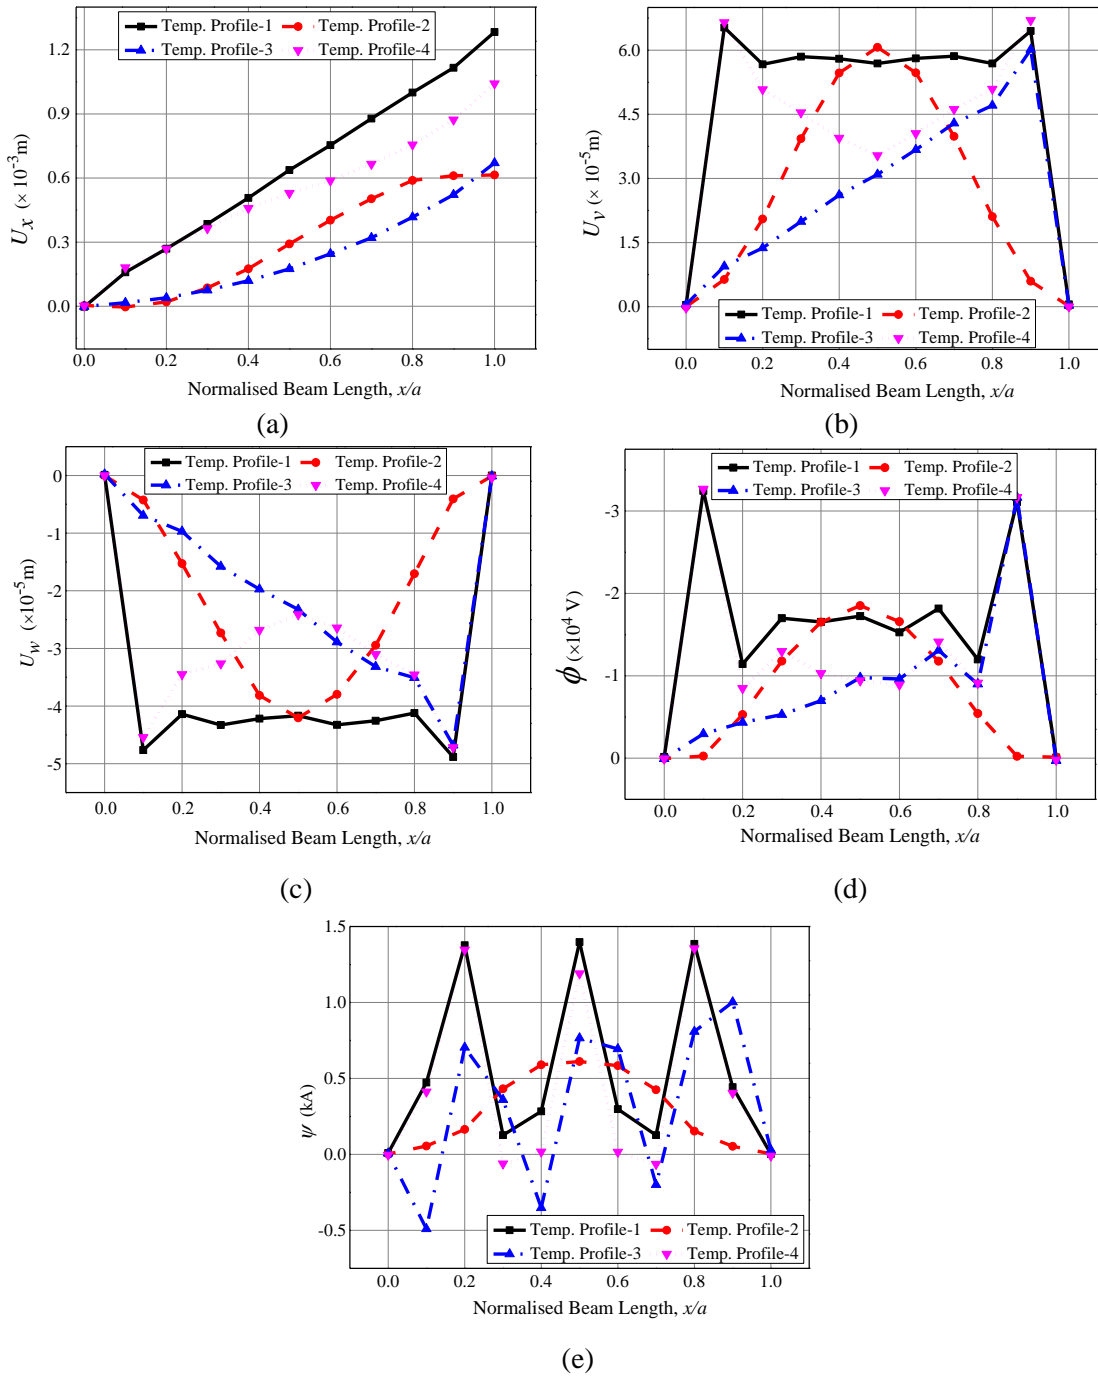 Temp. Profile-1 Temp. Profile-2
Temp. Profile-3 Temp. Profile-4
1.2
0.9
0.6
0.3
0.0
U_x (× 10⁻³m)
0.0 0.2 0.4 0.6 0.8 1.0
Normalised Beam Length, x/a
(a)
6.0
4.5
3.0
1.5
0.0
U_v (× 10⁻⁵m)
Temp. Profile-1 Temp. Profile-2
Temp. Profile-3 Temp. Profile-4
0.0 0.2 0.4 0.6 0.8 1.0
Normalised Beam Length, x/a
(b)
Temp. Profile-1 Temp. Profile-2
Temp. Profile-3 Temp. Profile-4
0
-1
-2
-3
-4
-5
U_w (×10⁻⁵m)
0.0 0.2 0.4 0.6 0.8 1.0
Normalised Beam Length, x/a
(c)
Temp. Profile-1 Temp. Profile-2
Temp. Profile-3 Temp. Profile-4
-3
-2
-1
0
ϕ (×10⁴ V)
0.0 0.2 0.4 0.6 0.8 1.0
Normalised Beam Length, x/a
(d)
1.5
1.0
0.5
0.0
-0.5
ψ (kA)
Temp. Profile-1 Temp. Profile-2
Temp. Profile-3 Temp. Profile-4
0.0 0.2 0.4 0.6 0.8 1.0
Normalised Beam Length, x/a
(e)